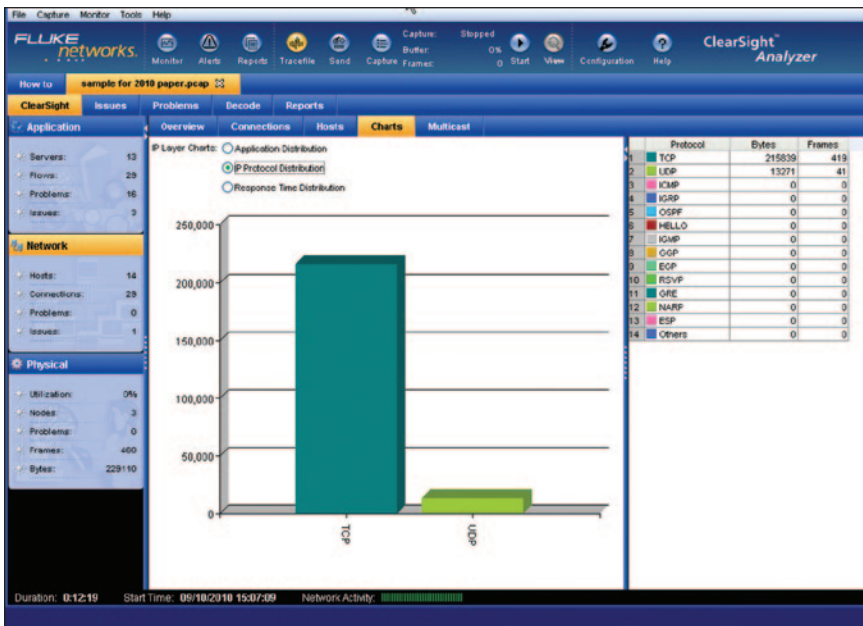 File Capture Monitor Tools Help
FLUKE networks.
Monitor Alerts Reports Tracefile Send Capture
Capture: Stopped
Buffer: 0%
Frames: 0
Start View Configuration Help
ClearSight™ Analyzer
How to sample for 2010 paper.pcap
ClearSight Issues Problems Decode Reports
Application
Servers: 13
Flows: 29
Problems: 16
Issues: 3
Network
Hosts: 14
Connections: 29
Problems: 0
Issues: 1
Physical
Utilization: 0%
Nodes: 3
Problems: 0
Frames:
Bytes: 229110
Overview Connections Hosts Charts Multicast
IP Layer Charts: Application Distribution
IP Protocol Distribution
Response Time Distribution
250,000
200,000
150,000
100,000
50,000
0
TCP
UDP
Protocol Bytes Frames
1 TCP 215839 419
2 UDP 13271 41
3 ICMP 0 0
4 IGRP 0 0
5 OSPF 0 0
6 HELLO 0 0
7 IGMP 0 0
8 GGP 0 0
9 EGP 0 0
10 RSVP 0 0
11 GRE 0 0
12 NARP 0 0
13 ESP 0 0
14 Others 0 0
Duration: 0:12:19 Start Time: 09/10/2010 15:07:09 Network Activity: